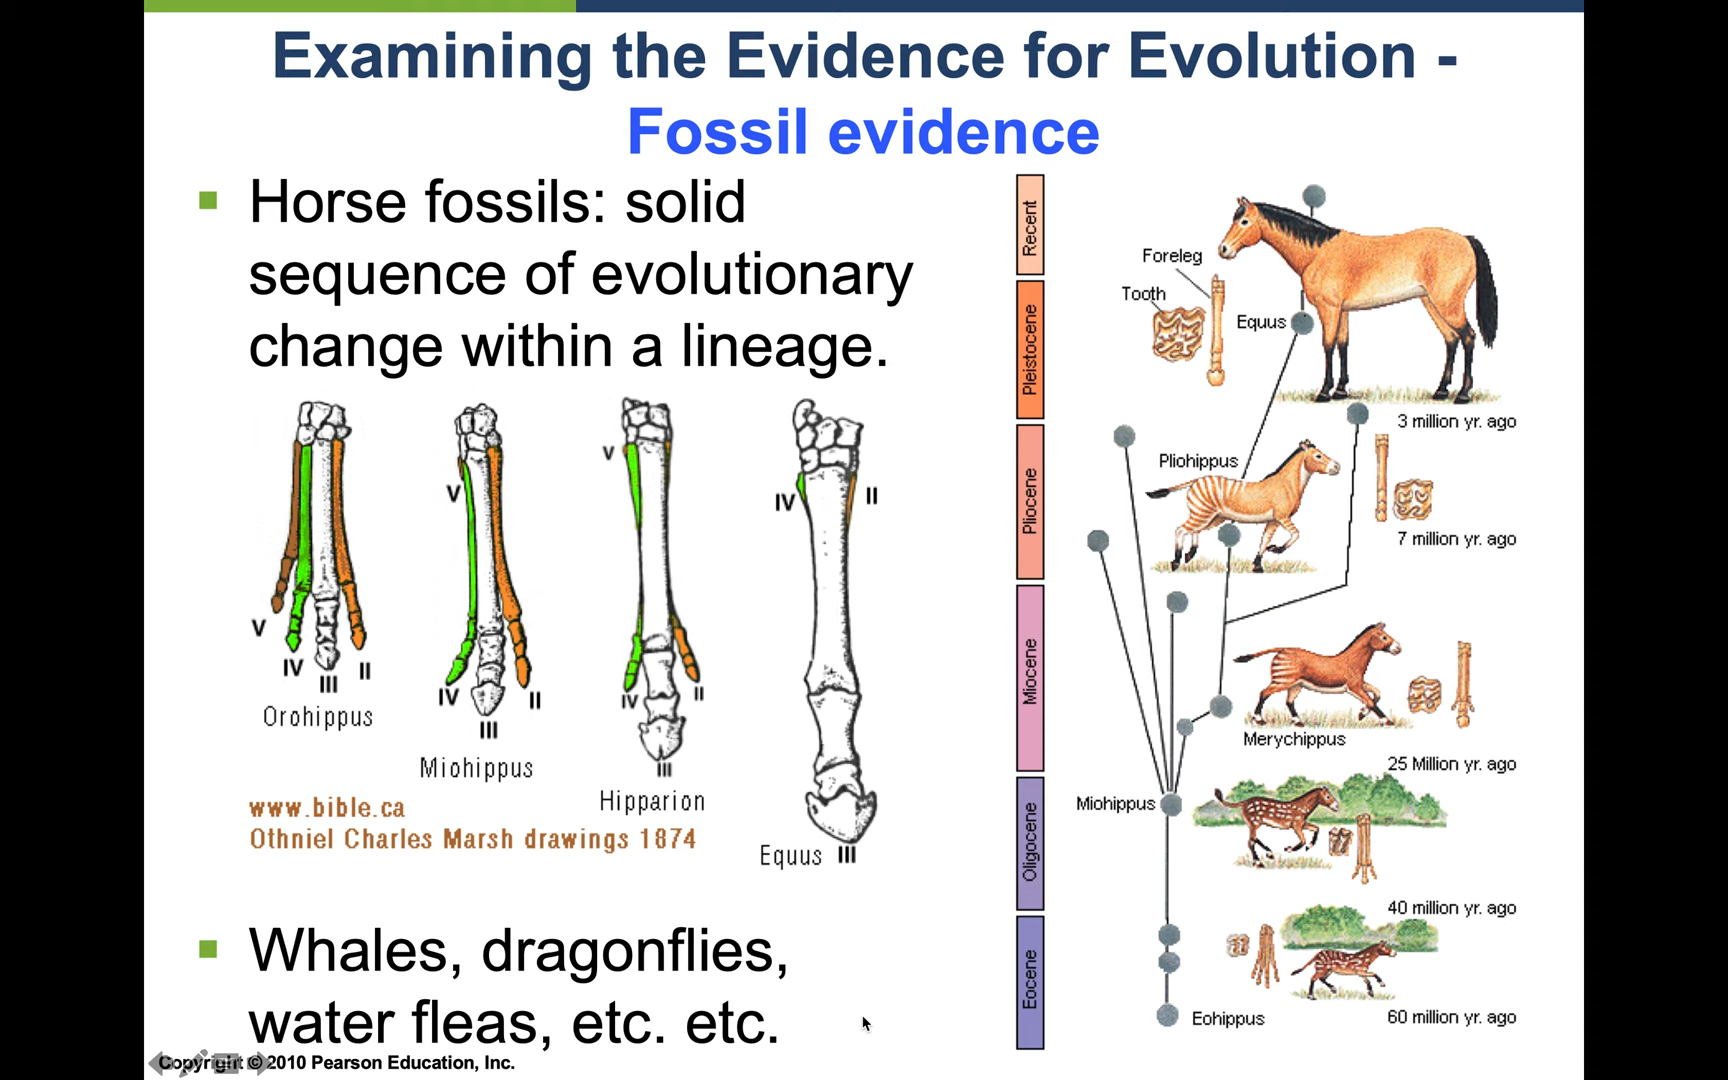 Examining the Evidence for Evolution -
Fossil evidence
Horse fossils: solid
sequence of evolutionary
change within a lineage.
V
IV
III
II
Orohippus
V
IV
III
II
Miohippus
V
IV
III
II
Hipparion
IV
II
Equus III
www.bible.ca
Othniel Charles Marsh drawings 1874
Whales, dragonflies,
water fleas, etc. etc.
Copyright © 2010 Pearson Education, Inc.
Recent
Pleistocene
Pliocene
Miocene
Oligocene
Eocene
Foreleg
Tooth
Equus
3 million yr. ago
Pliohippus
7 million yr. ago
Merychippus
25 Million yr. ago
Miohippus
40 million yr. ago
Eohippus
60 million yr. ago